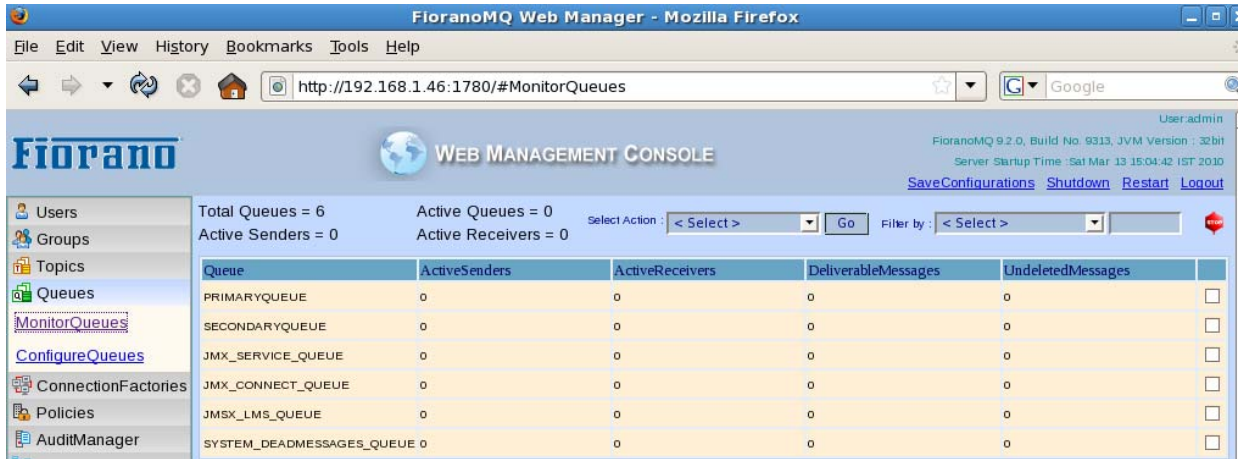 FioranoMQ Web Manager - Mozilla Firefox
File Edit View History Bookmarks Tools Help
http://192.168.1.46:1780/#MonitorQueues
G Google
Fiorano
WEB MANAGEMENT CONSOLE
User:admin
FioranoMQ 9.2.0, Build No. 9313, JVM Version : 32bit
Server Startup Time :Sat Mar 13 15:04:42 IST 2010
SaveConfigurations Shutdown Restart Logout
Users
Groups
Topics
Queues
MonitorQueues
ConfigureQueues
ConnectionFactories
Policies
AuditManager
Total Queues = 6 Active Queues = 0
Active Senders = 0 Active Receivers = 0
Select Action : < Select > Go Filter by : < Select > STOP
Queue ActiveSenders ActiveReceivers DeliverableMessages UndeletedMessages
PRIMARYQUEUE 0 0 0 0
SECONDARYQUEUE 0 0 0 0
JMX_SERVICE_QUEUE 0 0 0 0
JMX_CONNECT_QUEUE 0 0 0 0
JMSX_LMS_QUEUE 0 0 0 0
SYSTEM_DEADMESSAGES_QUEUE 0 0 0 0